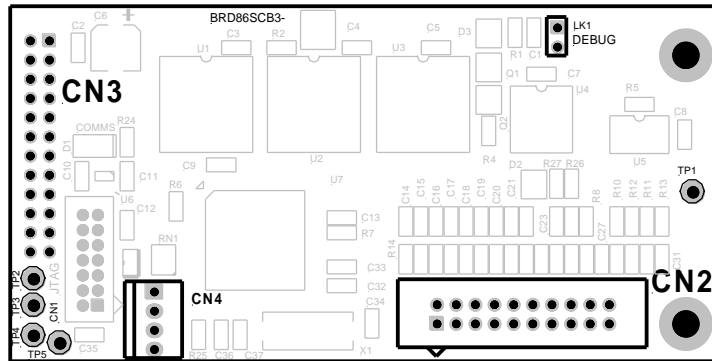 BRD86SCB3-
C6
C2
U1
C3
R2
C4
U3
C5
D3
R1
C1
LK1
DEBUG
CN3
Q1
C7
U4
R5
C8
Q2
R4
COMMS
R24
D1
U2
C9
U5
C10
C11
R6
U7
D2
R27
R26
TP1
U6
C12
C14
C15
C16
C17
C18
C19
C20
C21
C23
R8
C27
R10
R12
R11
R13
C13
R7
RN1
R14
C31
JTAG
TP2
C33
C32
CN2
TP3
CN1
CN4
C34
TP4
TP5
C35
R25
C36
C37
X1